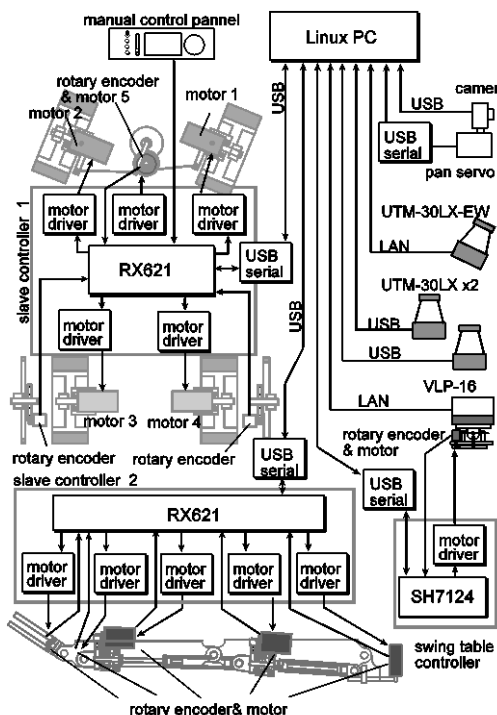 manual control pannel
Linux PC
rotary encoder
& motor 5
motor 2
motor 1
USB
USB
camer
USB
serial
pan servo
slave controller 1
motor
driver
motor
driver
motor
driver
UTM-30LX-EW
RX621
USB
serial
LAN
UTM-30LX x2
motor
driver
motor
driver
USB
USB
USB
VLP-16
LAN
motor 3
motor 4
rotary encoder
rotary encoder
rotary encoder
& motor
slave controller 2
USB
serial
USB
serial
RX621
motor
driver
motor
driver
motor
driver
motor
driver
motor
driver
motor
driver
SH7124
swing table
controller
rotary encoder& motor